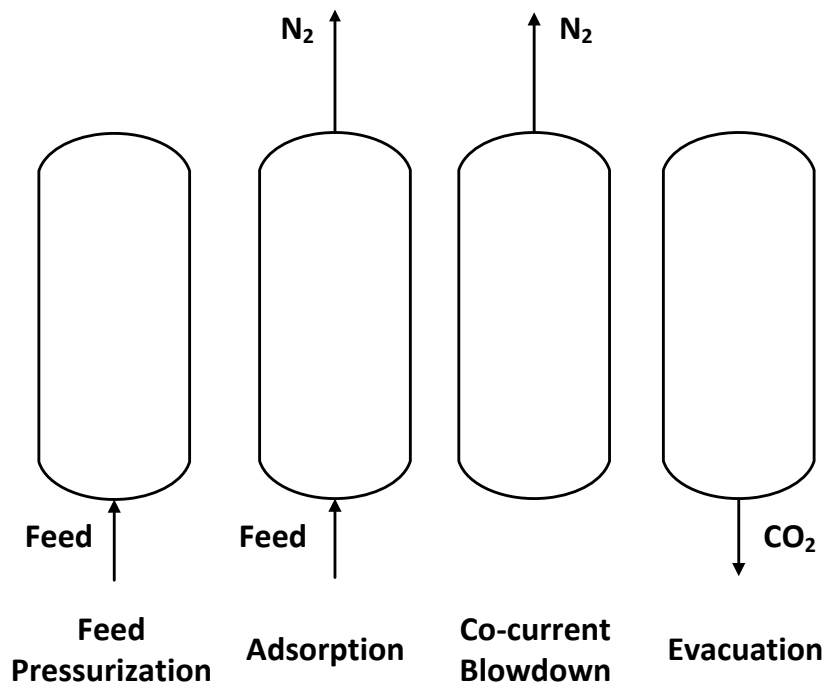 N₂
N₂
Feed
Feed
CO₂
Feed
Pressurization
Adsorption
Co-current
Blowdown
Evacuation